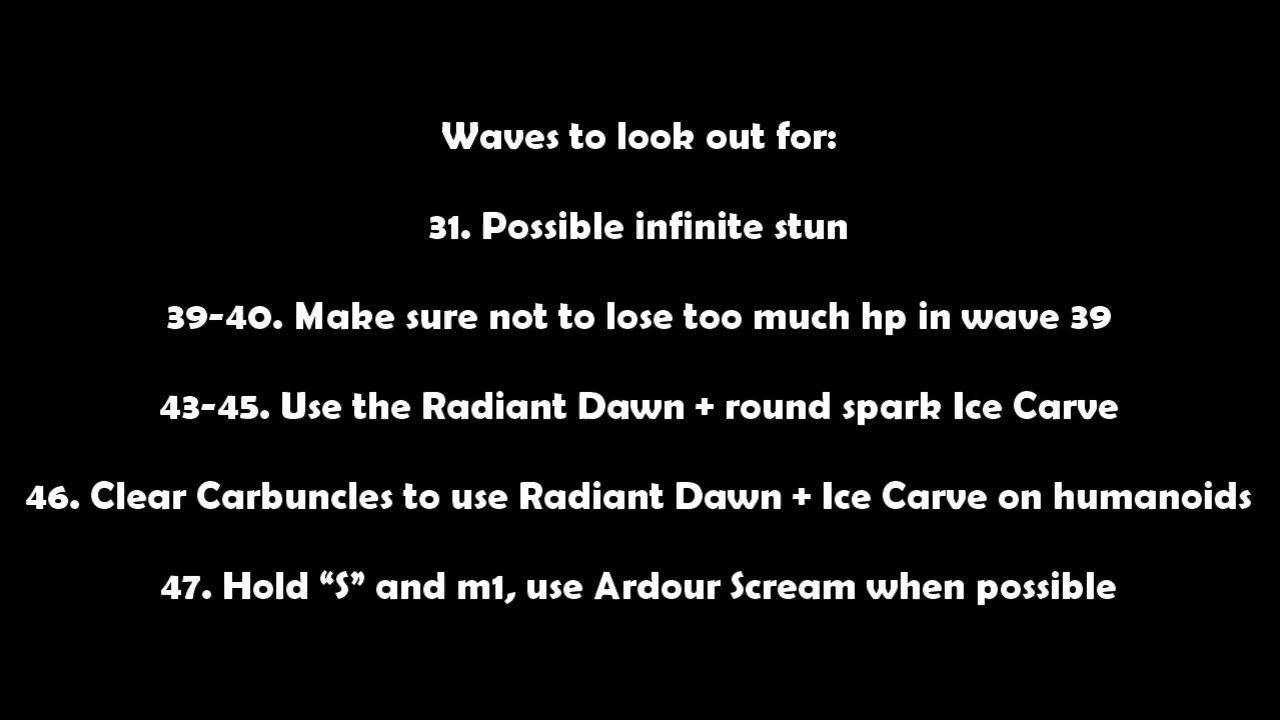 Waves to look out for:
31. Possible infinite stun
39-40. Make sure not to lose too much hp in wave 39
43-45. Use the Radiant Dawn + round spark Ice Carve
46. Clear Carbuncles to use Radiant Dawn + Ice Carve on humanoids
47. Hold “S” and m1, use Ardour Scream when possible